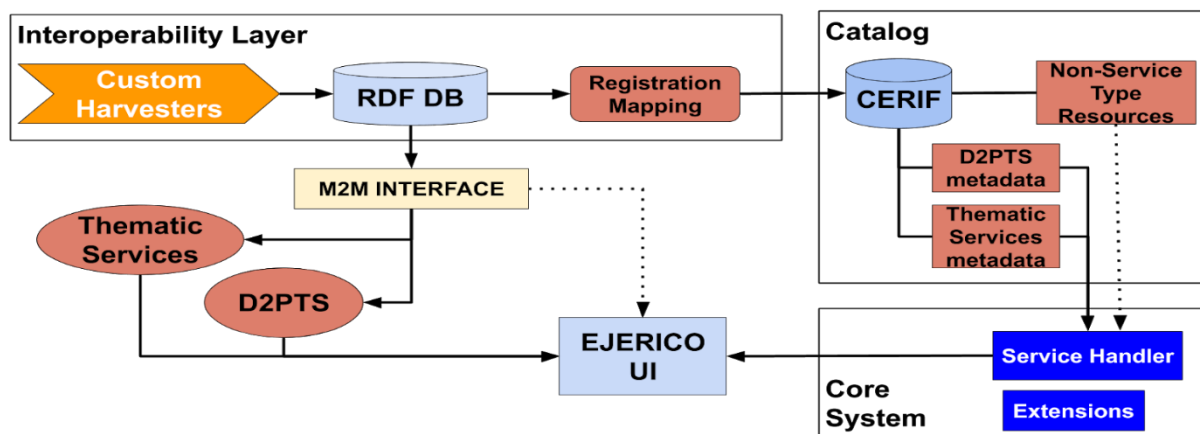 Interoperability Layer
Custom
Harvesters
RDF DB
Registration
Mapping
Catalog
CERIF
Non-Service
Type
Resources
D2PTS
metadata
Thematic
Services
metadata
M2M INTERFACE
Thematic
Services
D2PTS
EJERICO
UI
Service Handler
Core
System
Extensions